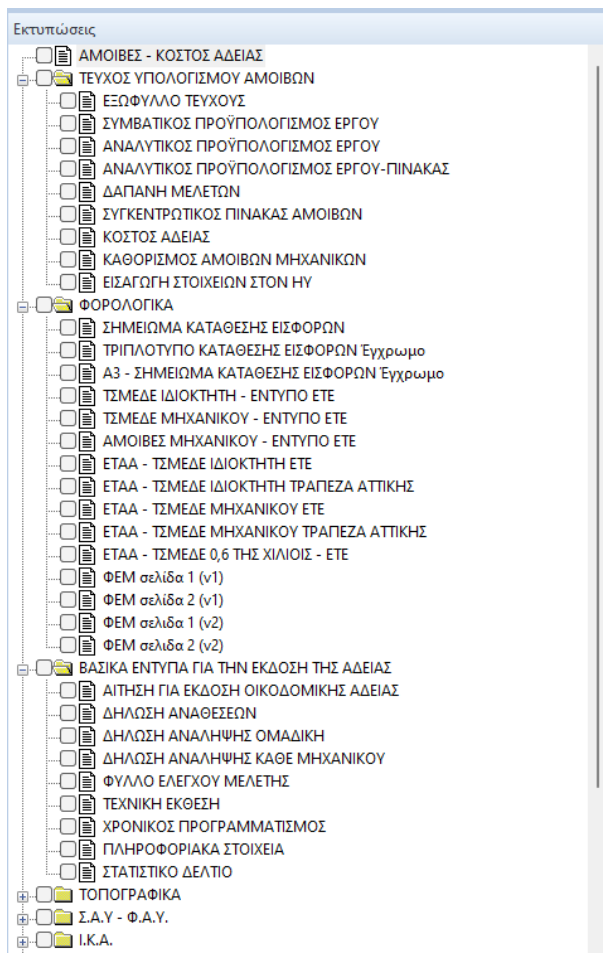 Εκτυπώσεις
ΑΜΟΙΒΕΣ - ΚΟΣΤΟΣ ΑΔΕΙΑΣ
ΤΕΥΧΟΣ ΥΠΟΛΟΓΙΣΜΟΥ ΑΜΟΙΒΩΝ
ΕΞΩΦΥΛΛΟ ΤΕΥΧΟΥΣ
ΣΥΜΒΑΤΙΚΟΣ ΠΡΟΫΠΟΛΟΓΙΣΜΟΣ ΕΡΓΟΥ
ΑΝΑΛΥΤΙΚΟΣ ΠΡΟΫΠΟΛΟΓΙΣΜΟΣ ΕΡΓΟΥ
ΑΝΑΛΥΤΙΚΟΣ ΠΡΟΫΠΟΛΟΓΙΣΜΟΣ ΕΡΓΟΥ-ΠΙΝΑΚΑΣ
ΔΑΠΑΝΗ ΜΕΛΕΤΩΝ
ΣΥΓΚΕΝΤΡΩΤΙΚΟΣ ΠΙΝΑΚΑΣ ΑΜΟΙΒΩΝ
ΚΟΣΤΟΣ ΑΔΕΙΑΣ
ΚΑΘΟΡΙΣΜΟΣ ΑΜΟΙΒΩΝ ΜΗΧΑΝΙΚΩΝ
ΕΙΣΑΓΩΓΗ ΣΤΟΙΧΕΙΩΝ ΣΤΟΝ ΗΥ
ΦΟΡΟΛΟΓΙΚΑ
ΣΗΜΕΙΩΜΑ ΚΑΤΑΘΕΣΗΣ ΕΙΣΦΟΡΩΝ
ΤΡΙΠΛΟΤΥΠΟ ΚΑΤΑΘΕΣΗΣ ΕΙΣΦΟΡΩΝ Έγχρωμο
Α3 - ΣΗΜΕΙΩΜΑ ΚΑΤΑΘΕΣΗΣ ΕΙΣΦΟΡΩΝ Έγχρωμο
ΤΣΜΕΔΕ ΙΔΙΟΚΤΗΤΗ - ΕΝΤΥΠΟ ΕΤΕ
ΤΣΜΕΔΕ ΜΗΧΑΝΙΚΟΥ - ΕΝΤΥΠΟ ΕΤΕ
ΑΜΟΙΒΕΣ ΜΗΧΑΝΙΚΟΥ - ΕΝΤΥΠΟ ΕΤΕ
ΕΤΑΑ - ΤΣΜΕΔΕ ΙΔΙΟΚΤΗΤΗ ΕΤΕ
ΕΤΑΑ - ΤΣΜΕΔΕ ΙΔΙΟΚΤΗΤΗ ΤΡΑΠΕΖΑ ΑΤΤΙΚΗΣ
ΕΤΑΑ - ΤΣΜΕΔΕ ΜΗΧΑΝΙΚΟΥ ΕΤΕ
ΕΤΑΑ - ΤΣΜΕΔΕ ΜΗΧΑΝΙΚΟΥ ΤΡΑΠΕΖΑ ΑΤΤΙΚΗΣ
ΕΤΑΑ - ΤΣΜΕΔΕ 0,6 ΤΗΣ ΧΙΛΙΟΙΣ - ΕΤΕ
ΦΕΜ σελίδα 1 (v1)
ΦΕΜ σελίδα 2 (v1)
ΦΕΜ σελιδα 1 (v2)
ΦΕΜ σελιδα 2 (v2)
ΒΑΣΙΚΑ ΕΝΤΥΠΑ ΓΙΑ ΤΗΝ ΕΚΔΟΣΗ ΤΗΣ ΑΔΕΙΑΣ
ΑΙΤΗΣΗ ΓΙΑ ΕΚΔΟΣΗ ΟΙΚΟΔΟΜΙΚΗΣ ΑΔΕΙΑΣ
ΔΗΛΩΣΗ ΑΝΑΘΕΣΕΩΝ
ΔΗΛΩΣΗ ΑΝΑΛΗΨΗΣ ΟΜΑΔΙΚΗ
ΔΗΛΩΣΗ ΑΝΑΛΗΨΗΣ ΚΑΘΕ ΜΗΧΑΝΙΚΟΥ
ΦΥΛΛΟ ΕΛΕΓΧΟΥ ΜΕΛΕΤΗΣ
ΤΕΧΝΙΚΗ ΕΚΘΕΣΗ
ΧΡΟΝΙΚΟΣ ΠΡΟΓΡΑΜΜΑΤΙΣΜΟΣ
ΠΛΗΡΟΦΟΡΙΑΚΑ ΣΤΟΙΧΕΙΑ
ΣΤΑΤΙΣΤΙΚΟ ΔΕΛΤΙΟ
ΤΟΠΟΓΡΑΦΙΚΑ
Σ.Α.Υ - Φ.Α.Υ.
Ι.Κ.Α.